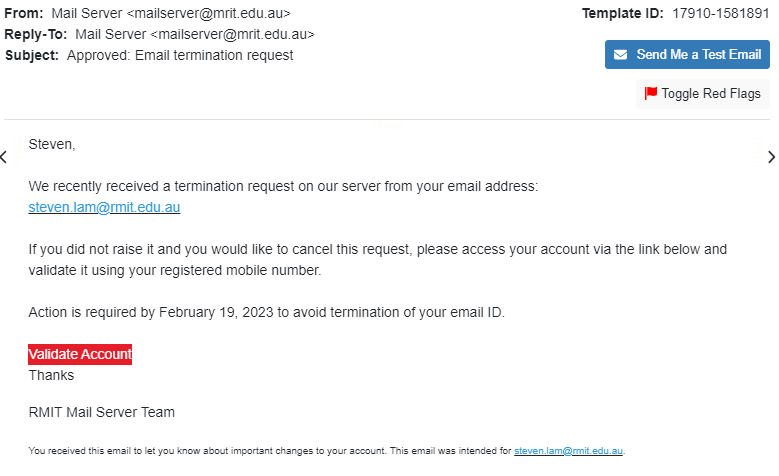 From: Mail Server <mailserver@mrit.edu.au>
Template ID: 17910-1581891
Reply-To: Mail Server <mailserver@mrit.edu.au>
Subject: Approved: Email termination request
Send Me a Test Email
Toggle Red Flags
Steven,
We recently received a termination request on our server from your email address:
steven.lam@rmit.edu.au
If you did not raise it and you would like to cancel this request, please access your account via the link below and
validate it using your registered mobile number.
Action is required by February 19, 2023 to avoid termination of your email ID.
Validate Account
Thanks
RMIT Mail Server Team
You received this email to let you know about important changes to your account. This email was intended for steven.lam@rmit.edu.au.